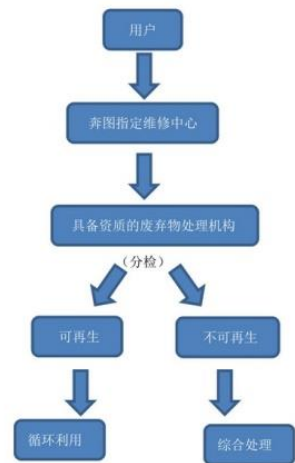 用户
奔图指定维修中心
具备资质的废弃物处理机构
（分检）
可再生
不可再生
循环利用
综合处理